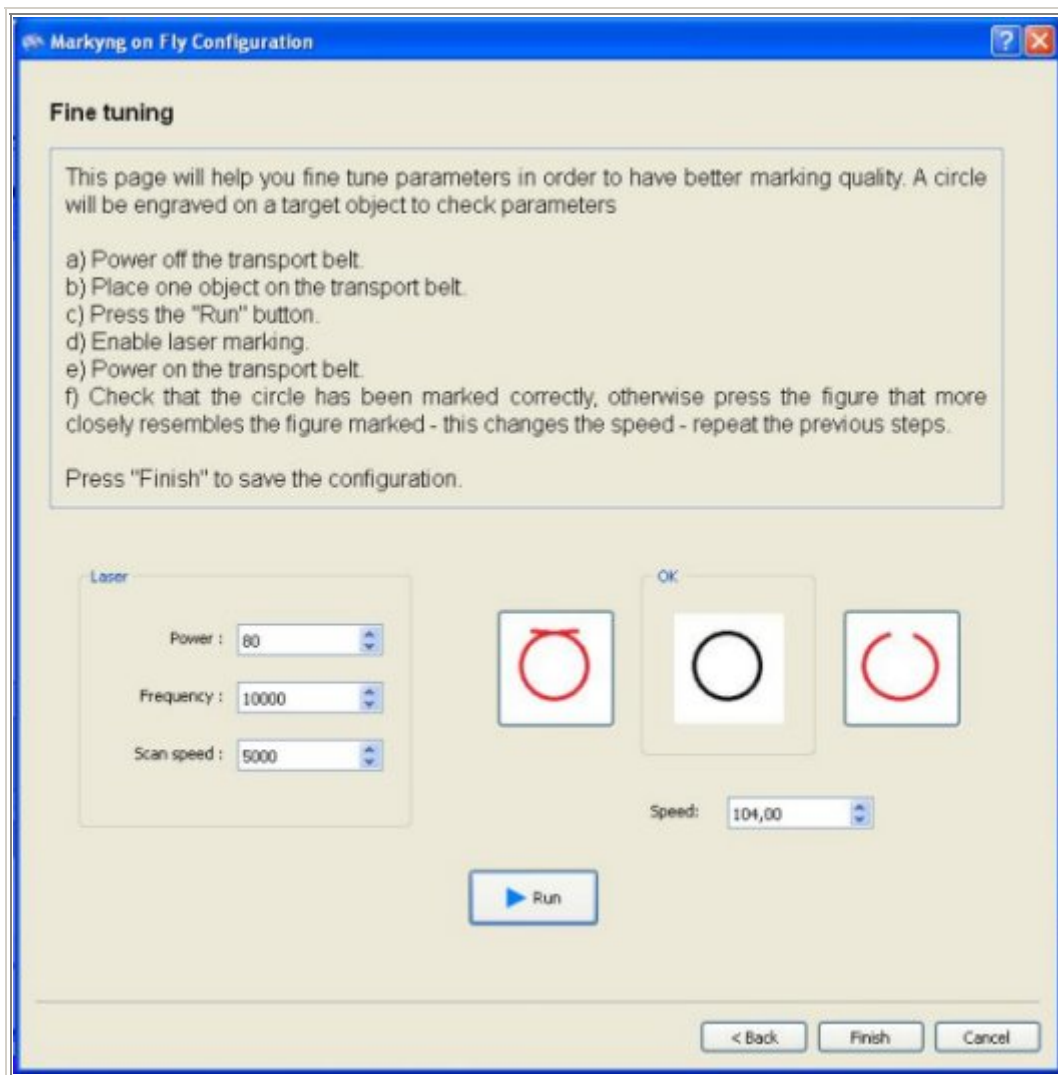 Markyng on Fly Configuration
Fine tuning
This page will help you fine tune parameters in order to have better marking quality. A circle
will be engraved on a target object to check parameters
a) Power off the transport belt.
b) Place one object on the transport belt.
c) Press the "Run" button.
d) Enable laser marking.
e) Power on the transport belt.
f) Check that the circle has been marked correctly, otherwise press the figure that more
closely resembles the figure marked - this changes the speed - repeat the previous steps.
Press "Finish" to save the configuration.
Laser
OK
Power : 80
Frequency : 10000
Scan speed : 5000
Speed: 104,00
Run
< Back Finish Cancel